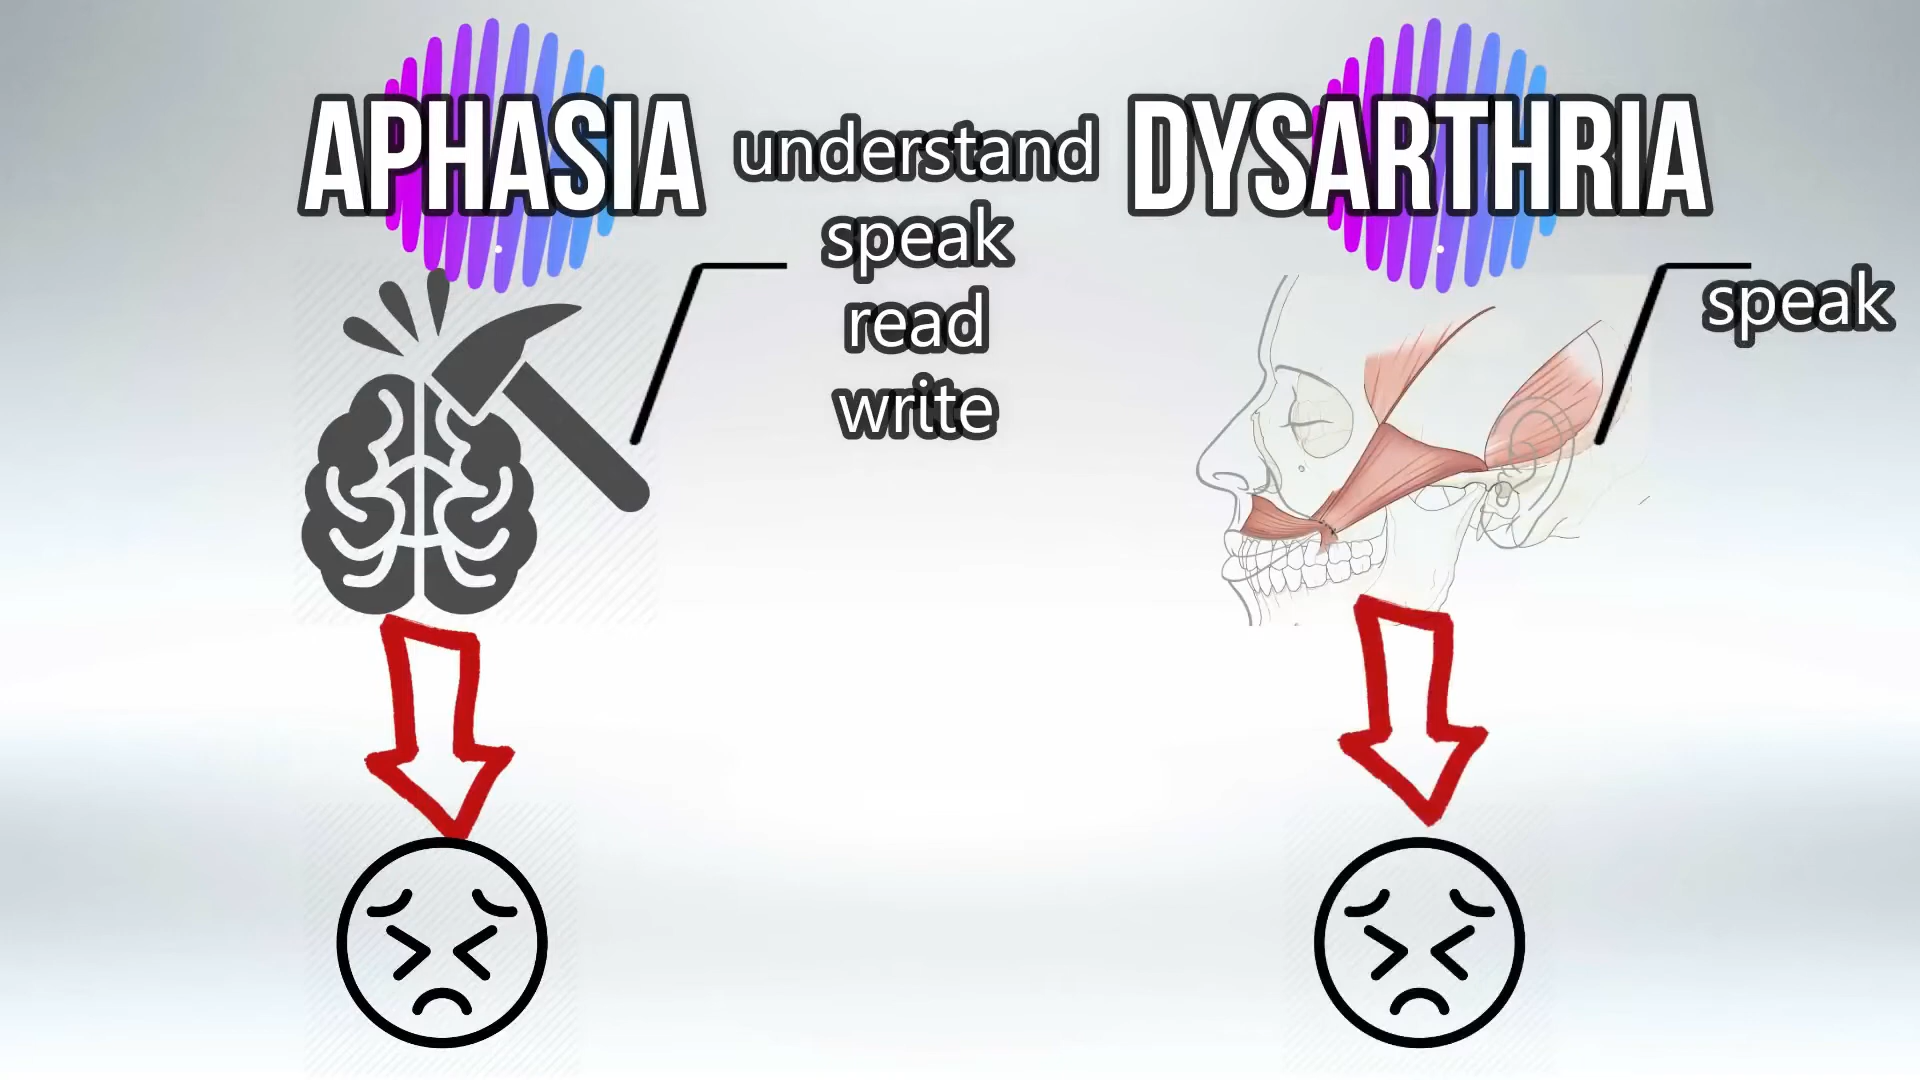 APHASIA
understand
speak
read
write
DYSARTHRIA
speak